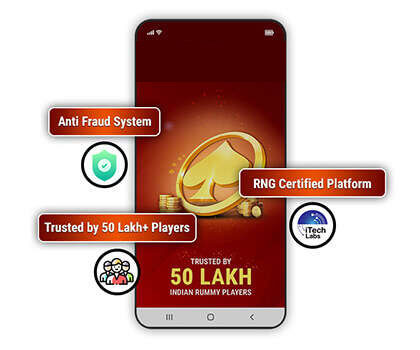 Anti Fraud System
RNG Certified Platform
iTech
Labs
Trusted by 50 Lakh+ Players
TRUSTED BY
50 LAKH
INDIAN RUMMY PLAYERS